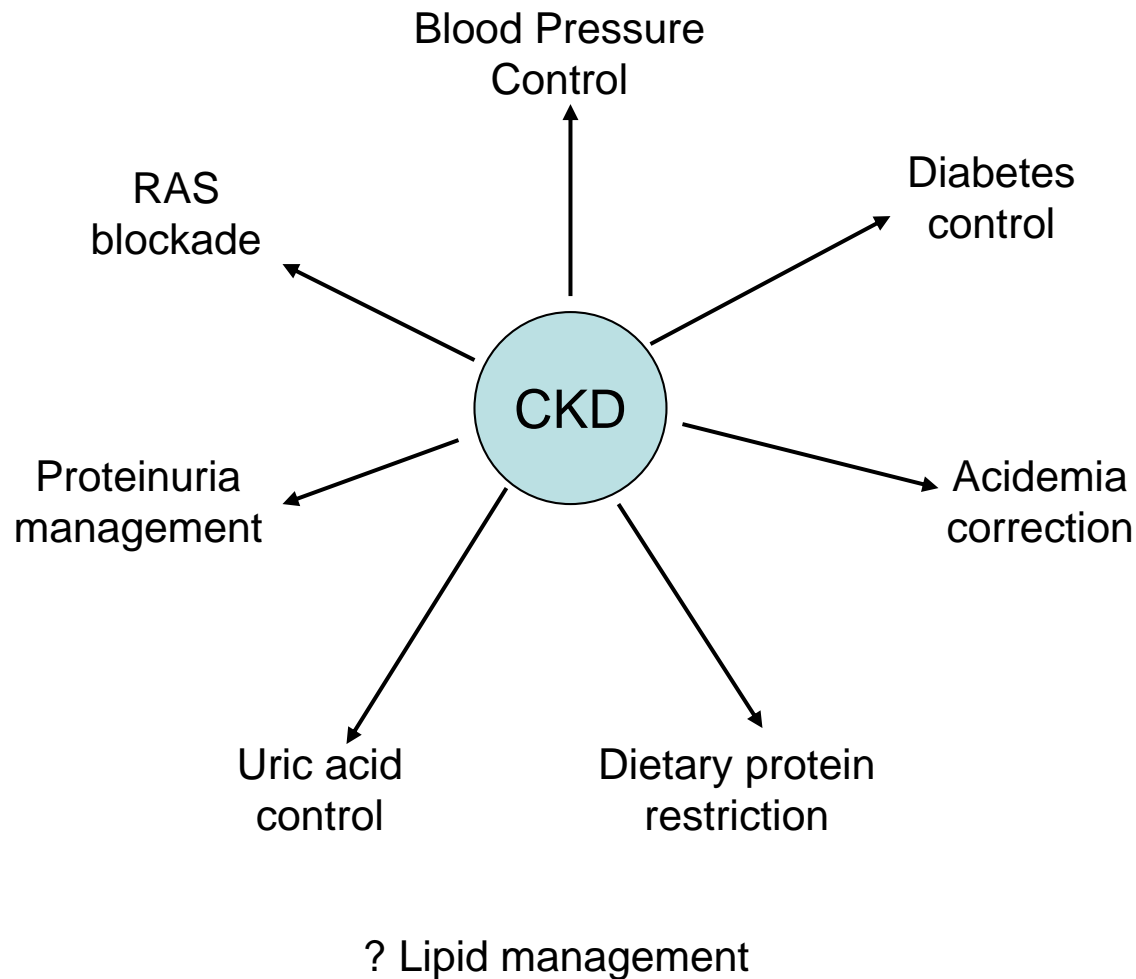 Blood Pressure
Control
Diabetes
control
RAS
blockade
CKD
Proteinuria
management
Acidemia
correction
Uric acid
control
Dietary protein
restriction
? Lipid management